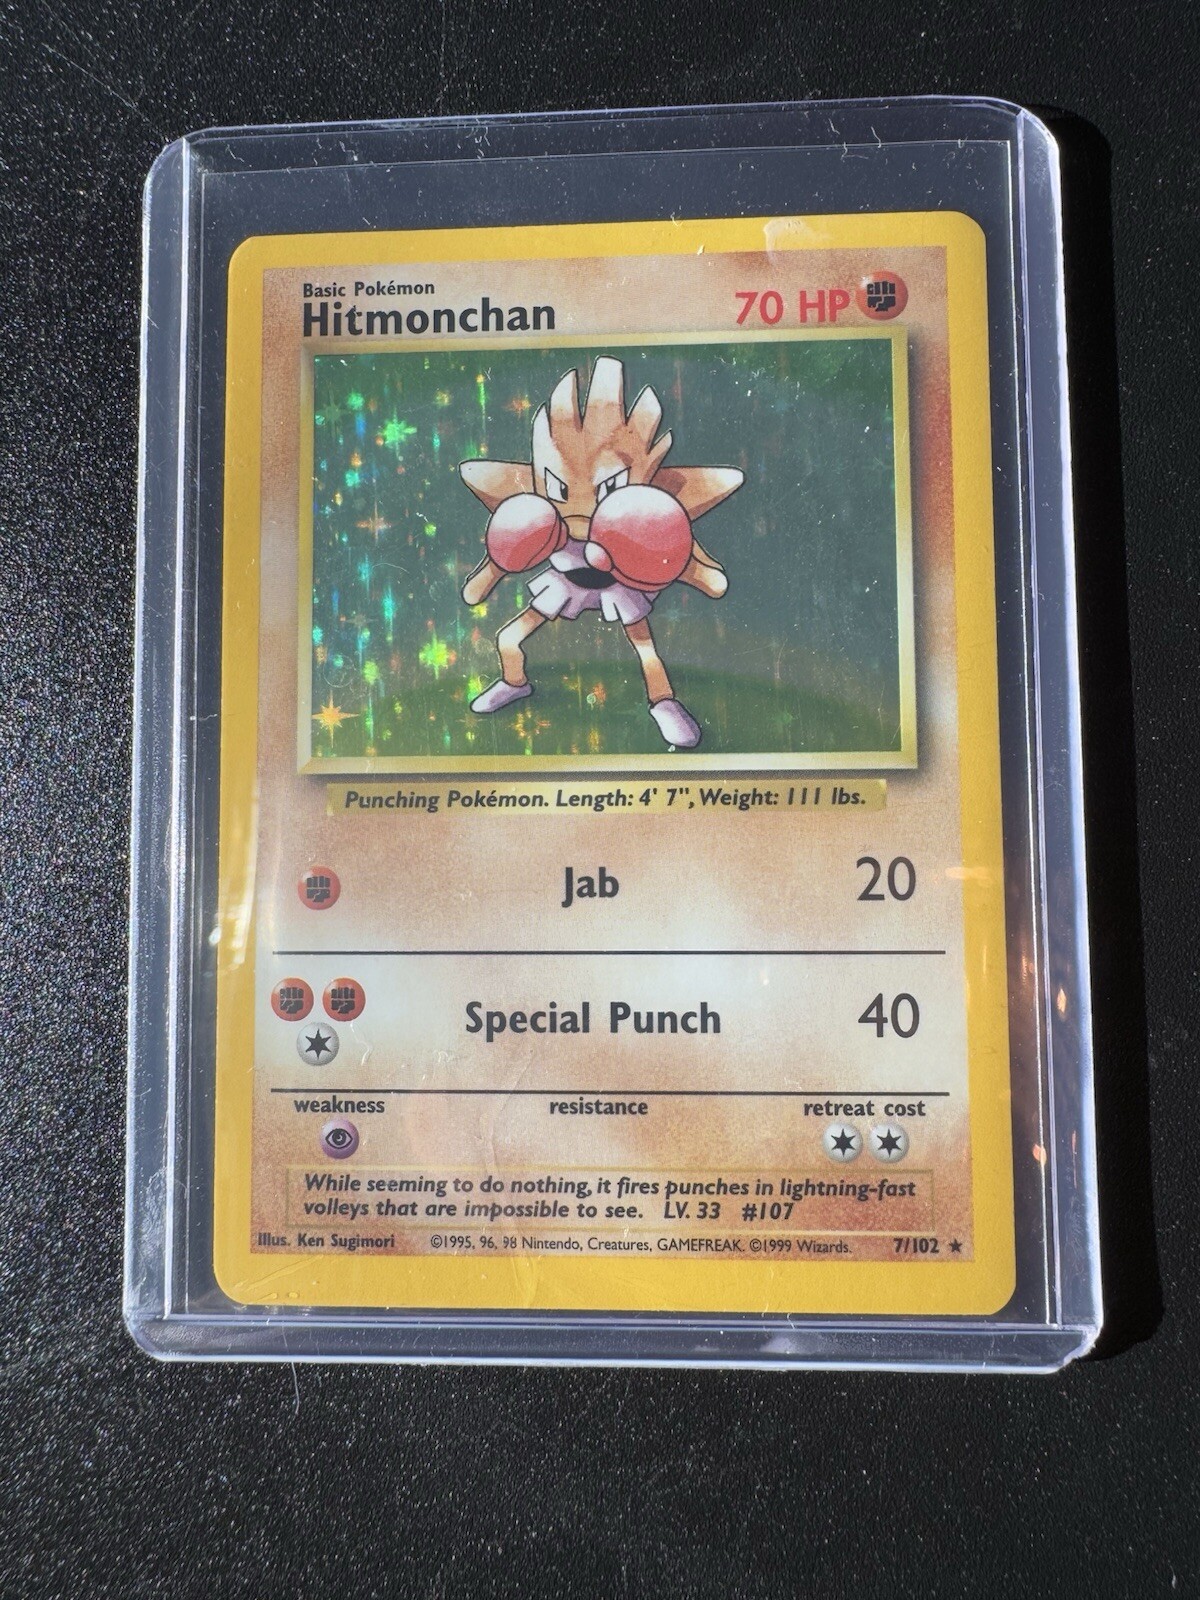 Basic Pokémon
Hitmonchan
70 HP
Punching Pokémon. Length: 4' 7", Weight: 111 lbs.
Jab 20
Special Punch 40
weakness resistance retreat cost
While seeming to do nothing, it fires punches in lightning-fast
volleys that are impossible to see. LV. 33 #107
Illus. Ken Sugimori ©1995, 96, 98 Nintendo, Creatures, GAMEFREAK. ©1999 Wizards. 7/102 ★